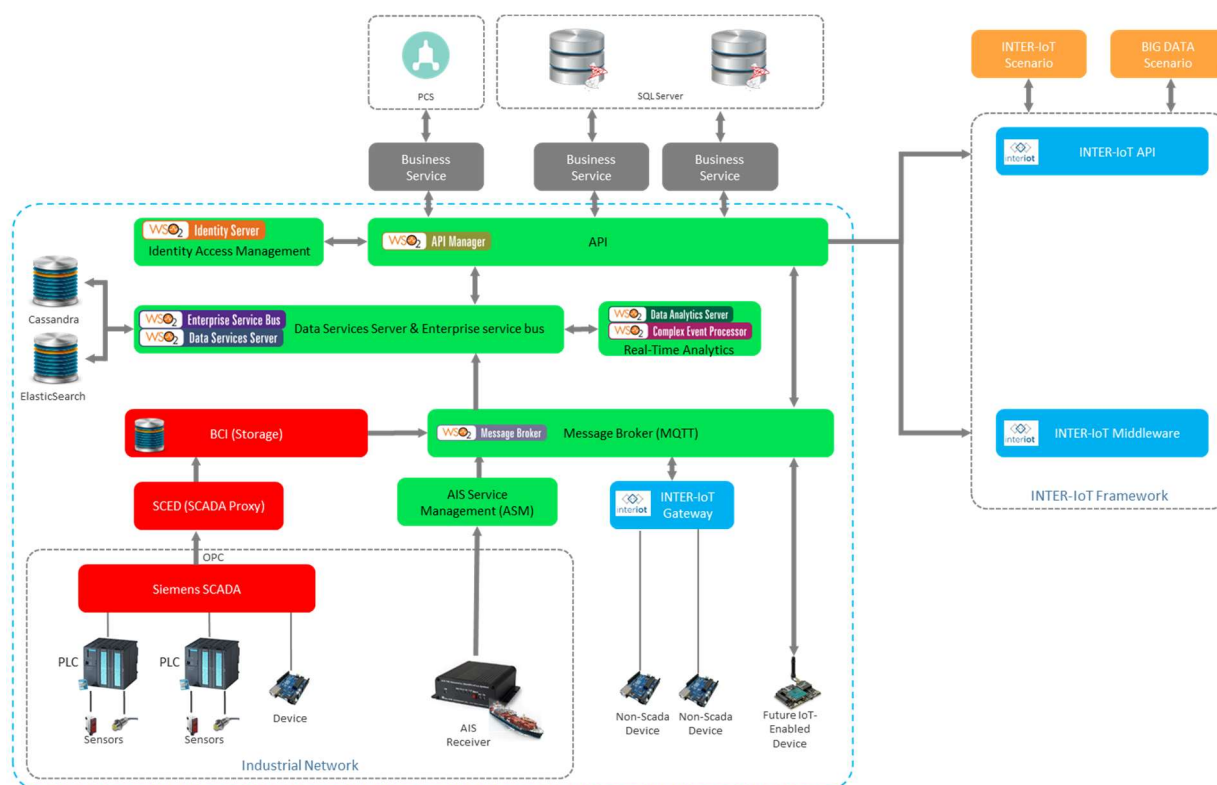 INTER-IoT
Scenario
BIG DATA
Scenario
PCS
SQL Server
Business
Service
Business
Service
Business
Service
interiot
INTER-IoT API
WSO2 Identity Server
Identity Access Management
WSO2 API Manager
API
Cassandra
WSO2 Enterprise Service Bus
WSO2 Data Services Server
Data Services Server & Enterprise service bus
WSO2 Data Analytics Server
WSO2 Complex Event Processor
Real-Time Analytics
ElasticSearch
BCI (Storage)
WSO2 Message Broker
Message Broker (MQTT)
interiot
INTER-IoT Middleware
INTER-IoT Framework
SCED (SCADA Proxy)
AIS Service
Management (ASM)
interiot
INTER-IoT
Gateway
OPC
Siemens SCADA
PLC
PLC
Sensors
Sensors
Device
AIS
Receiver
Non-Scada
Device
Non-Scada
Device
Future IoT-
Enabled
Device
Industrial Network